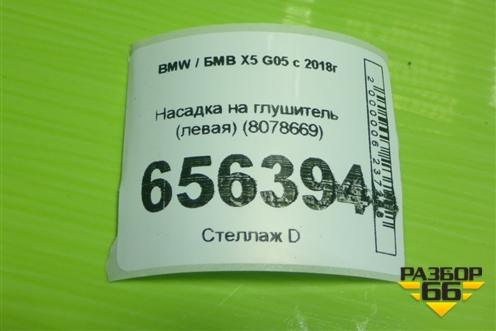 BMW / БМВ X5 G05 с 2018г
Насадка на глушитель
(левая) (8078669)
656394
Стеллаж D
РАЗБОР
66